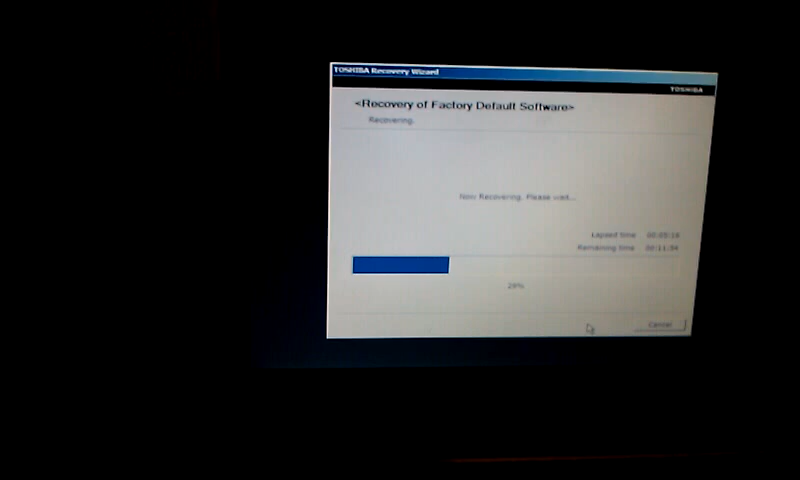 TOSHIBA Recovery Wizard
TOSHIBA
<Recovery of Factory Default Software>
Recovering.
Now Recovering. Please wait...
Lapsed time
Remaining time
Cancel